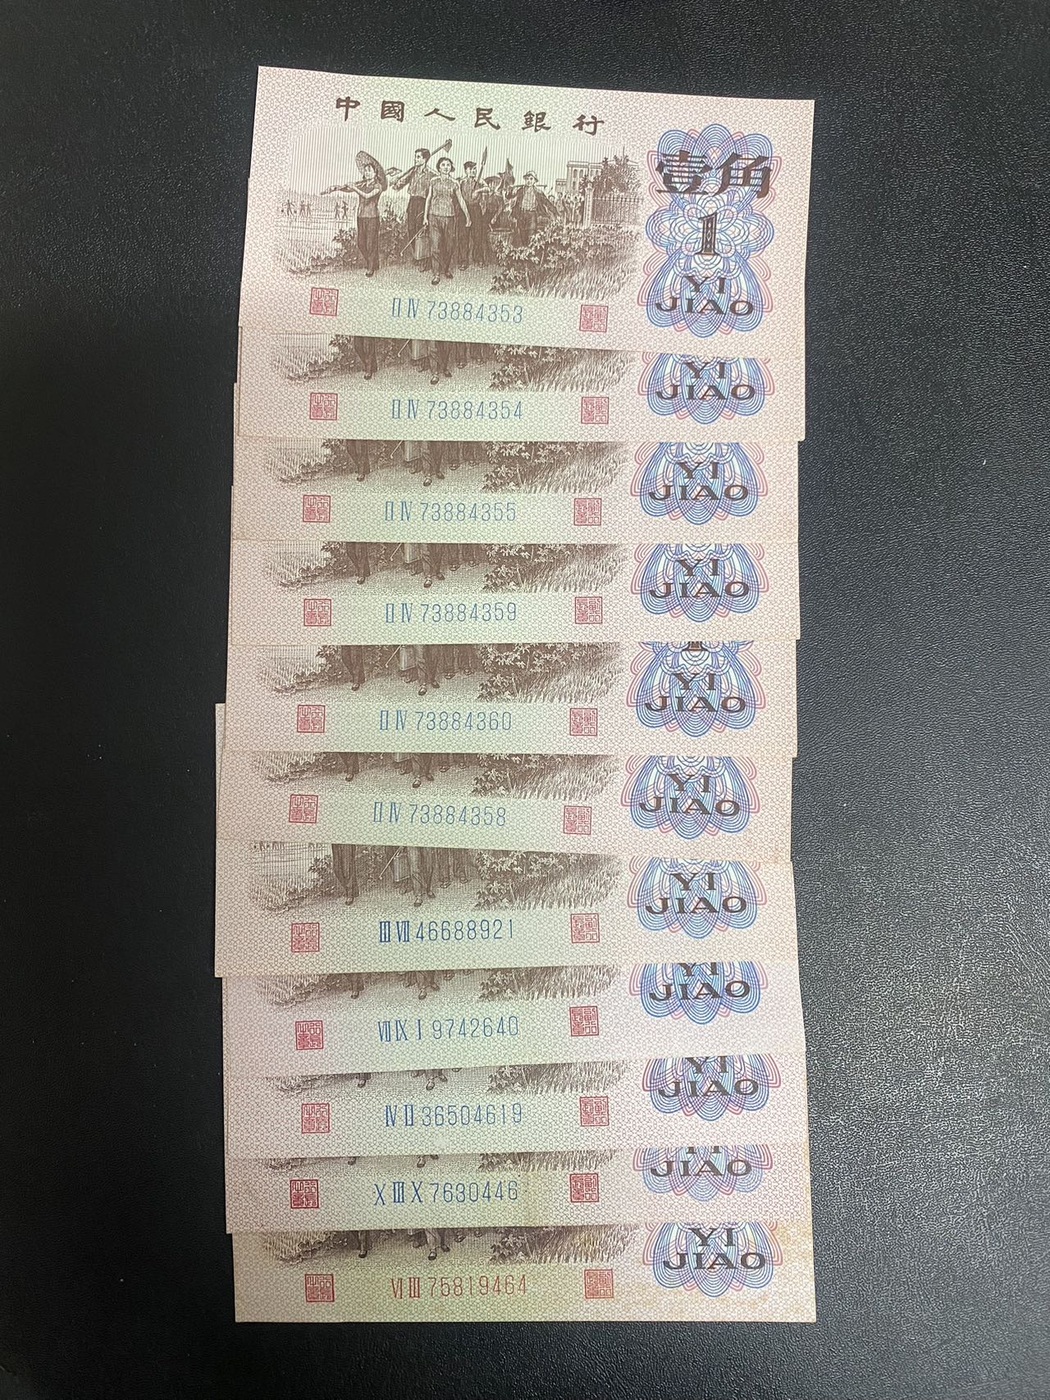 中國人民銀行
壹角
1
YI
JIAO
ⅡⅣ 73884353
YI
JIAO
ⅡⅣ 73884354
YI
JIAO
ⅡⅣ 73884355
YI
JIAO
ⅡⅣ 73884359
YI
JIAO
ⅡⅣ 73884360
YI
JIAO
ⅡⅣ 73884358
YI
JIAO
ⅢⅦ 46688921
YI
JIAO
ⅦⅨⅠ 9742640
YI
JIAO
ⅣⅡ 36504619
YI
JIAO
ⅩⅢⅩ 7630446
YI
JIAO
ⅥⅢ 75819464